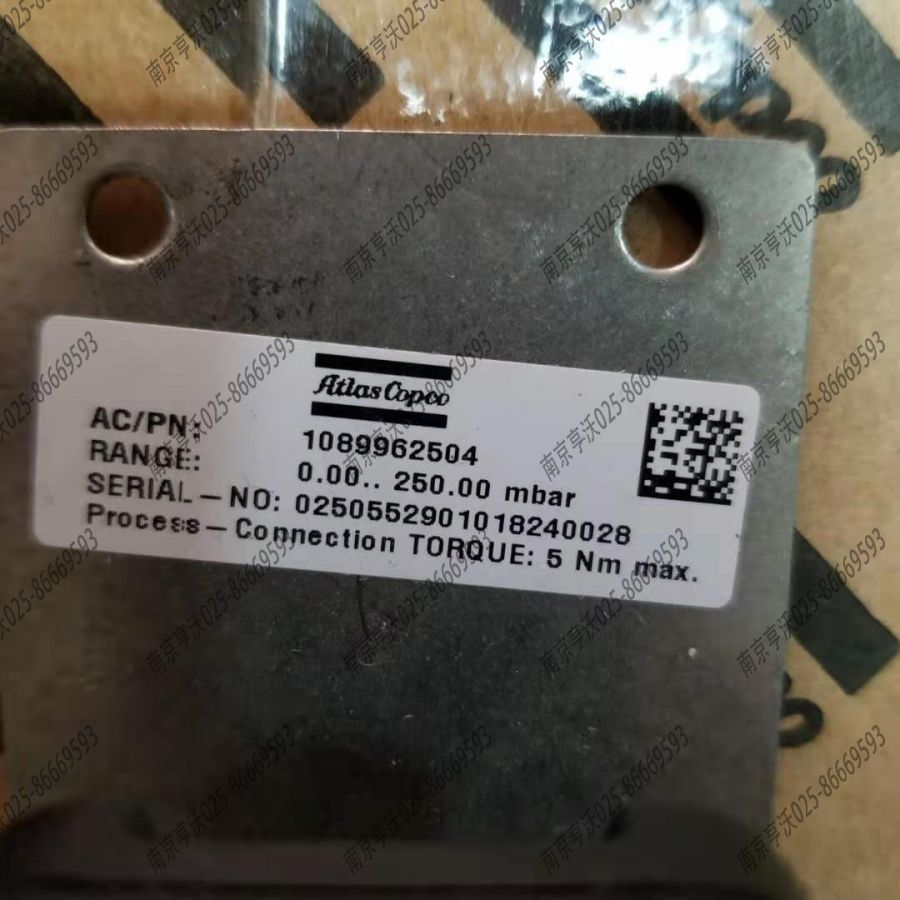 Atlas Copco
AC/PN: 1089962504
RANGE: 0.00.. 250.00 mbar
SERIAL-NO: 0250552901018240028
Process-Connection TORQUE: 5 Nm max.
南京亨沃025-86669593